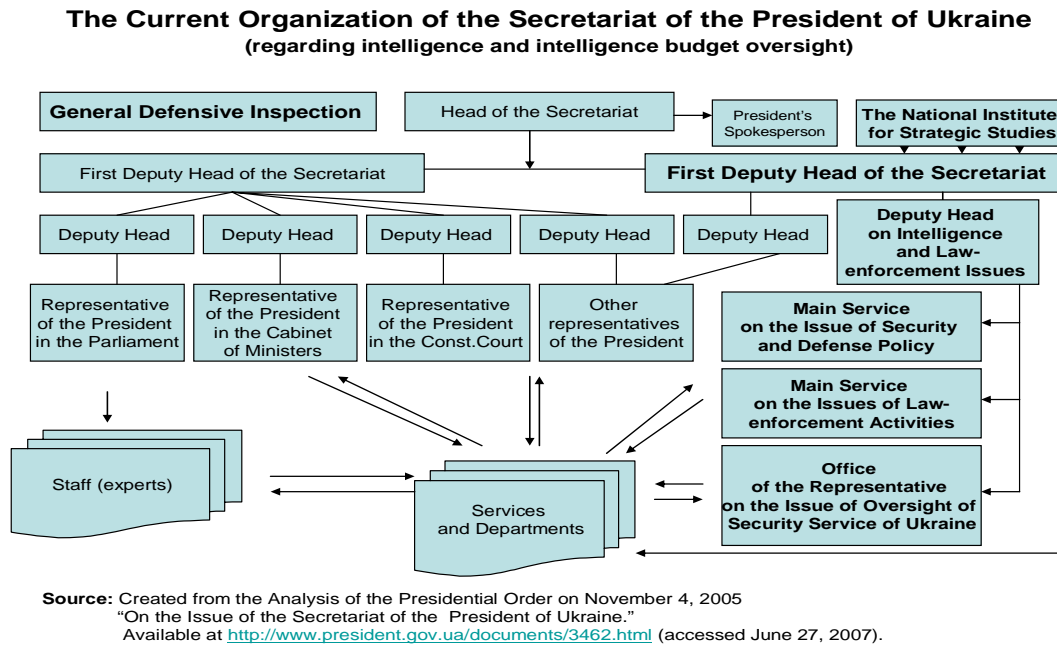 The Current Organization of the Secretariat of the President of Ukraine
(regarding intelligence and intelligence budget oversight)
General Defensive Inspection
Head of the Secretariat
President's
Spokesperson
The National Institute
for Strategic Studies
First Deputy Head of the Secretariat
First Deputy Head of the Secretariat
Deputy Head
Deputy Head
Deputy Head
Deputy Head
Deputy Head
Deputy Head
on Intelligence
and Law-
enforcement Issues
Representative
of the President
in the Parliament
Representative
of the President
in the Cabinet
of Ministers
Representative
of the President
in the Const.Court
Other
representatives
of the President
Main Service
on the Issue of Security
and Defense Policy
Main Service
on the Issues of Law-
enforcement Activities
Office
of the Representative
on the Issue of Oversight of
Security Service of Ukraine
Staff (experts)
Services
and Departments
Source: Created from the Analysis of the Presidential Order on November 4, 2005
“On the Issue of the Secretariat of the President of Ukraine.”
Available at http://www.president.gov.ua/documents/3462.html (accessed June 27, 2007).